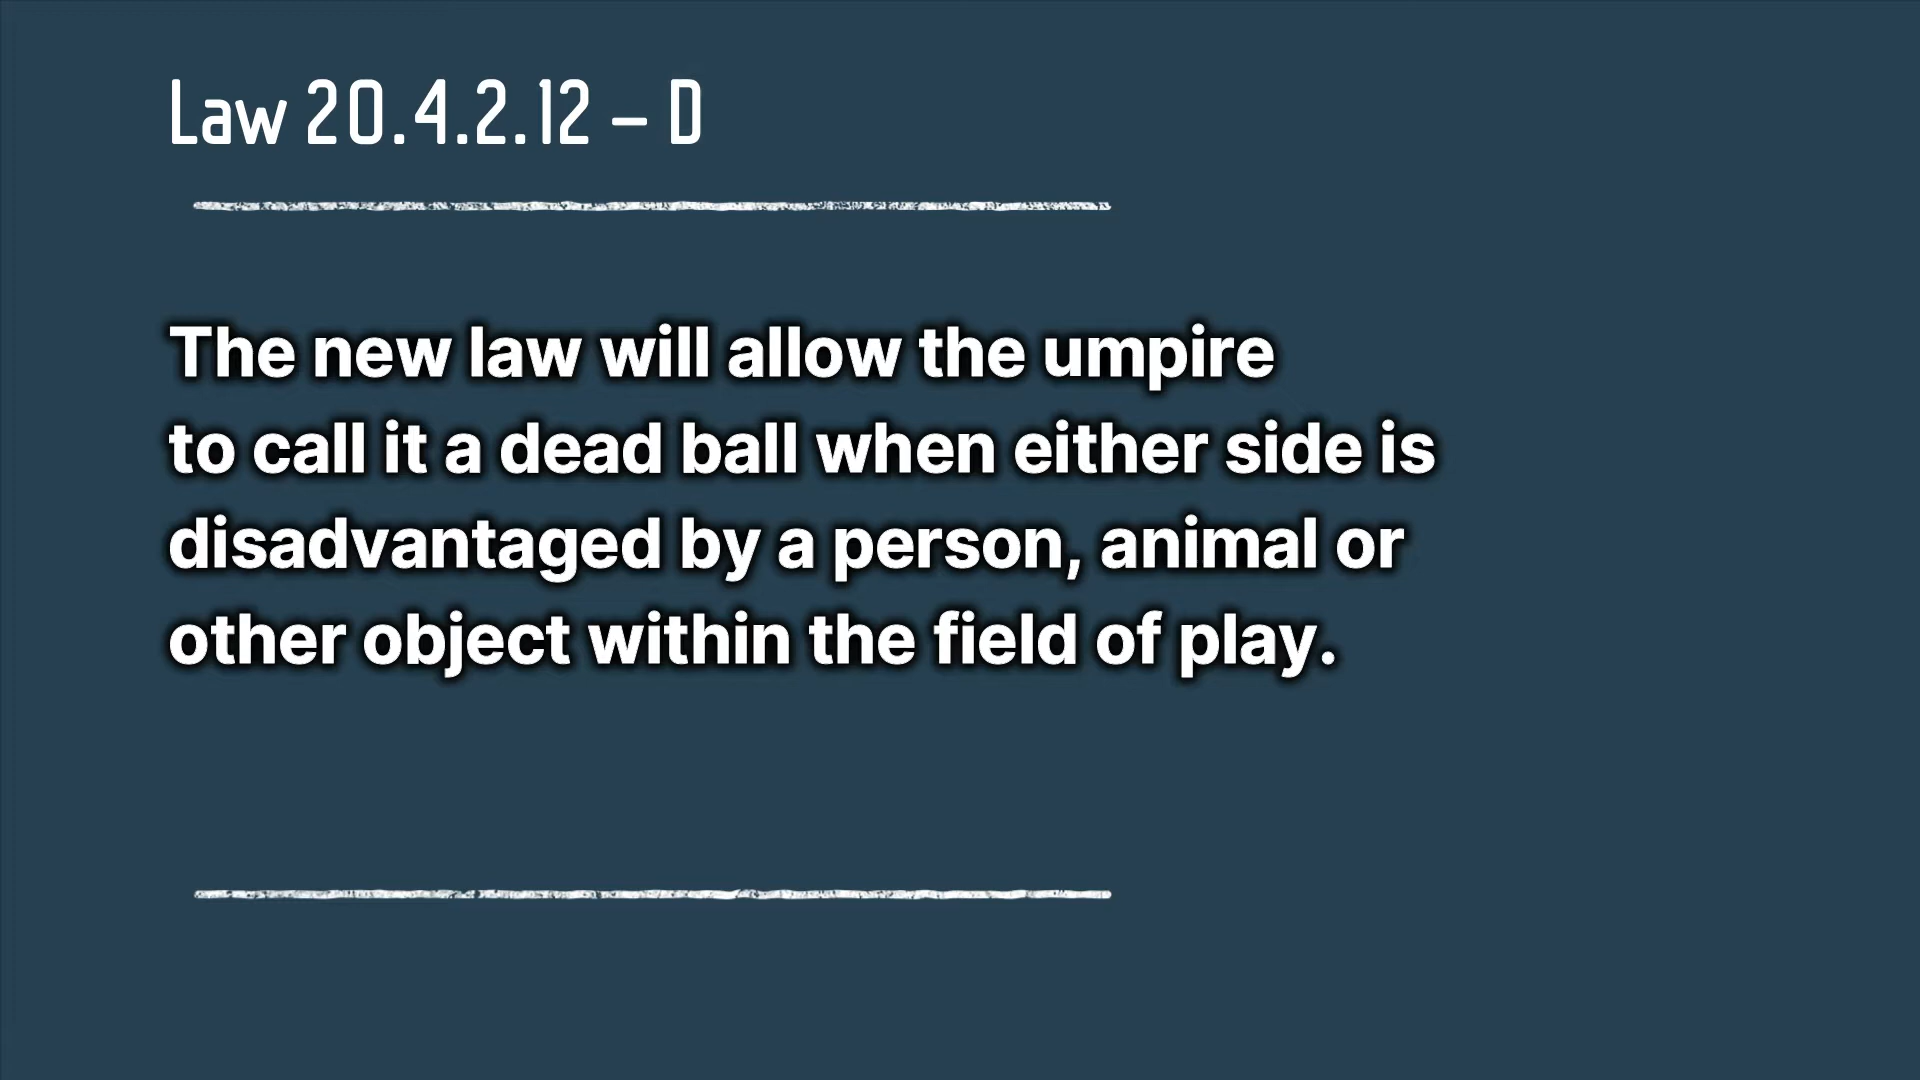 Law 20.4.2.12 – D
The new law will allow the umpire
to call it a dead ball when either side is
disadvantaged by a person, animal or
other object within the field of play.